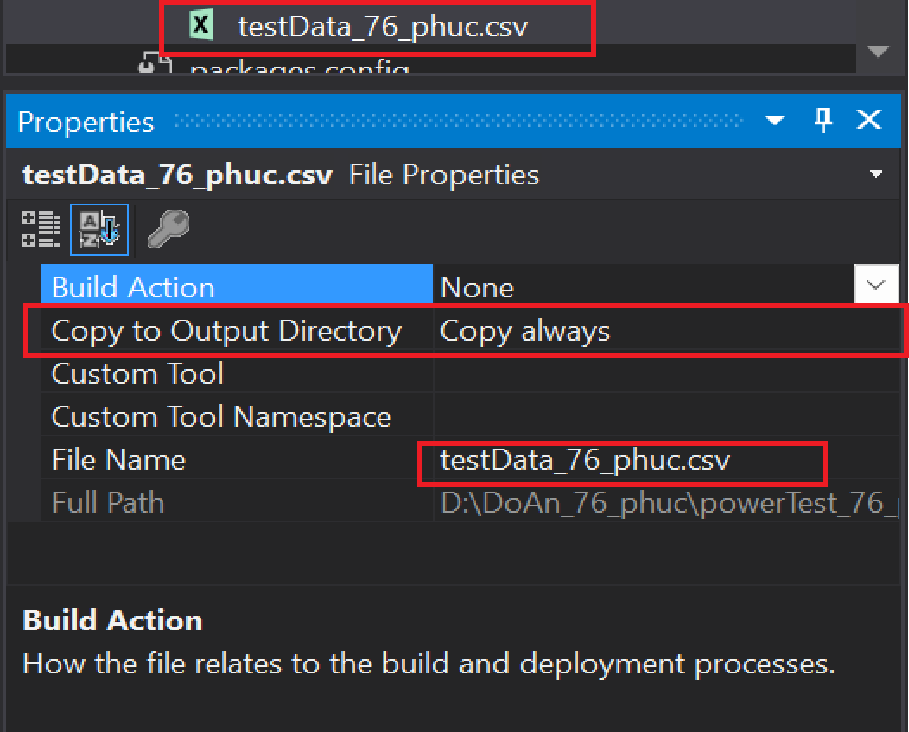 testData_76_phuc.csv
packages.config
Properties
testData_76_phuc.csv File Properties
Build Action None
Copy to Output Directory Copy always
Custom Tool
Custom Tool Namespace
File Name testData_76_phuc.csv
Full Path D:\DoAn_76_phuc\powerTest_76_
Build Action
How the file relates to the build and deployment processes.